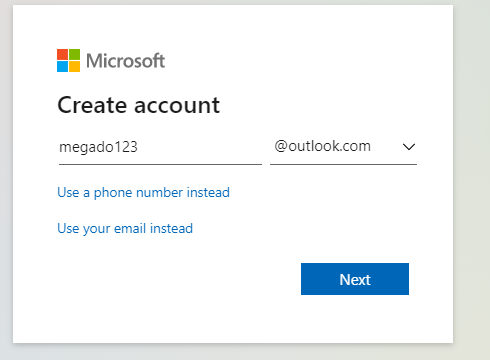 Microsoft
Create account
megado123 @outlook.com
Use a phone number instead
Use your email instead
Next